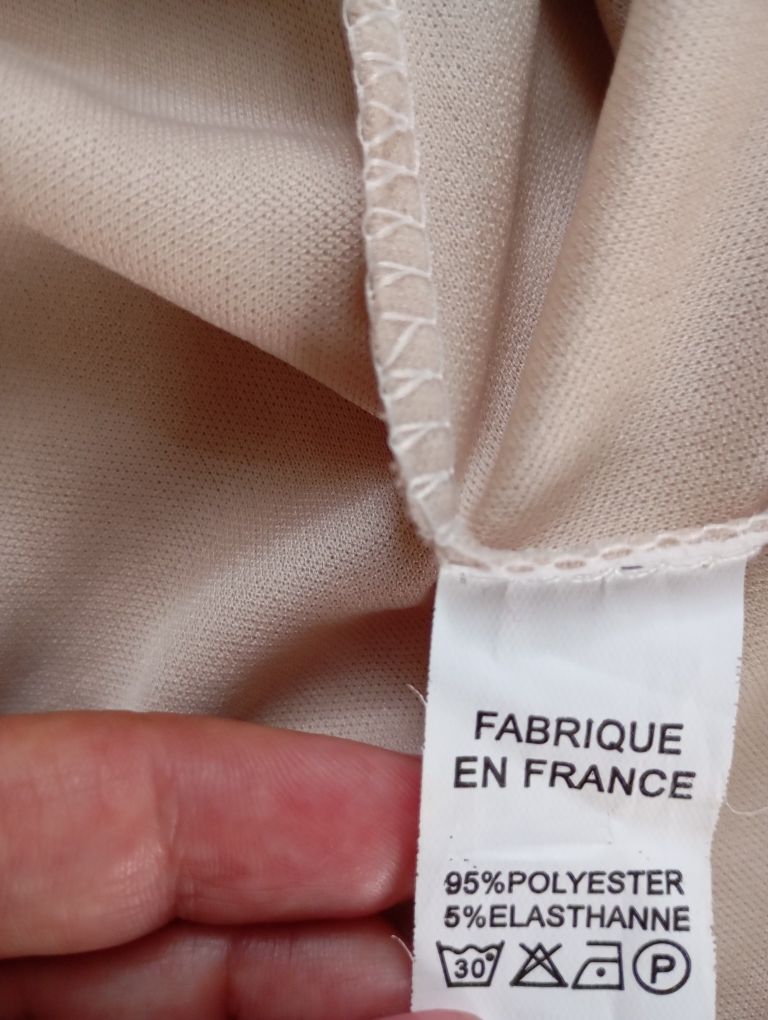 FABRIQUE
EN FRANCE
95%POLYESTER
5%ELASTHANNE
30° P